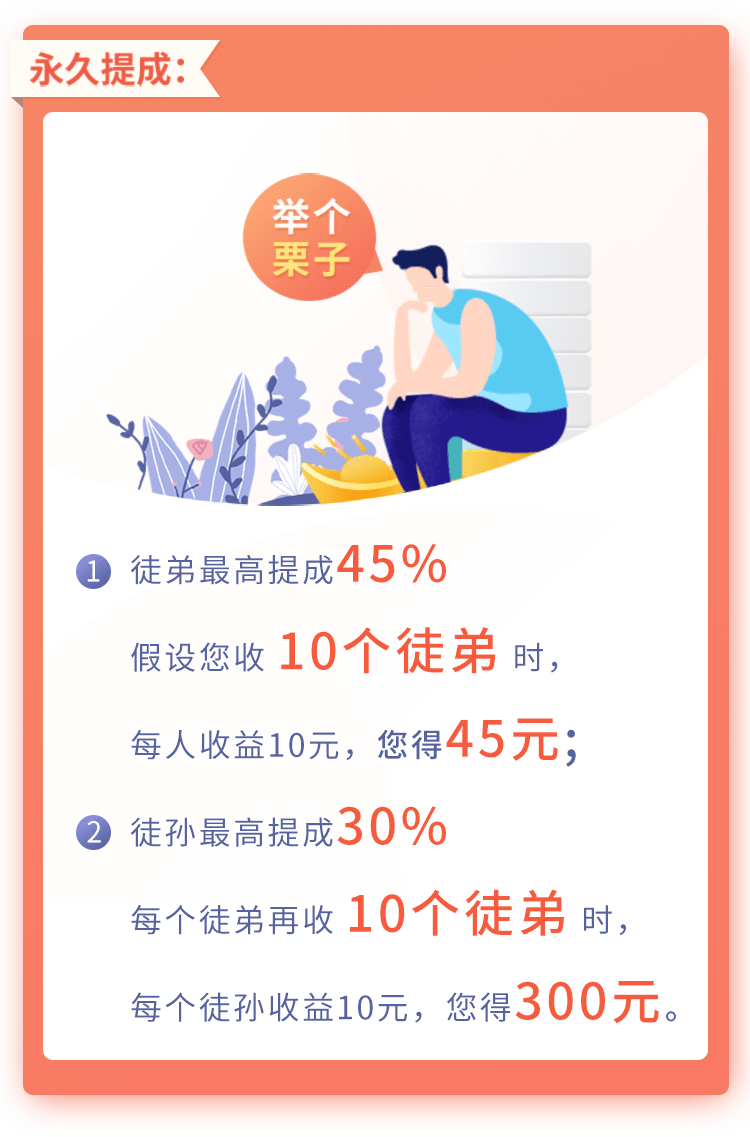 永久提成：
举个
栗子
1 徒弟最高提成45%
假设您收 10个徒弟 时，
每人收益10元，您得45元；
2 徒孙最高提成30%
每个徒弟再收 10个徒弟 时，
每个徒孙收益10元，您得300元。